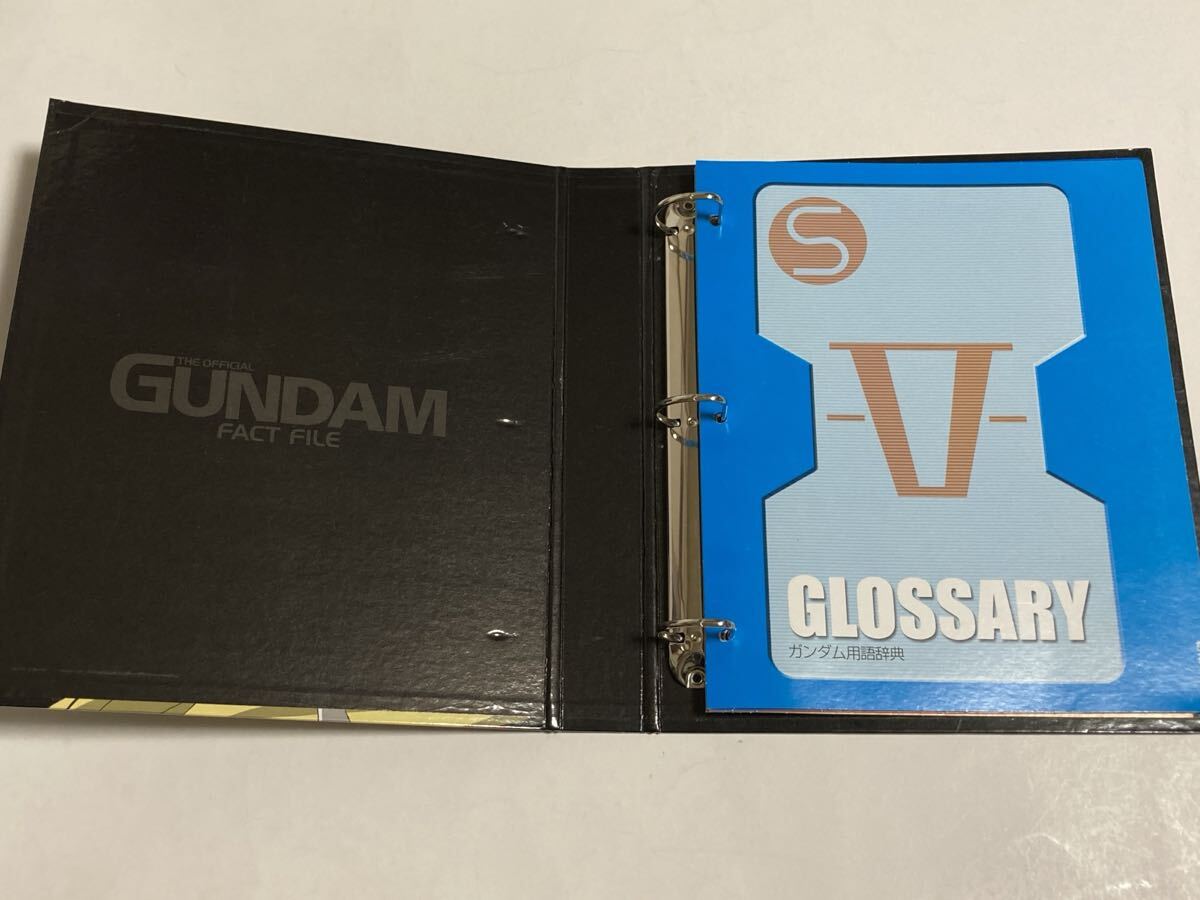 THE OFFICIAL
GUNDAM
FACT FILE
S
V
GLOSSARY
ガンダム用語辞典